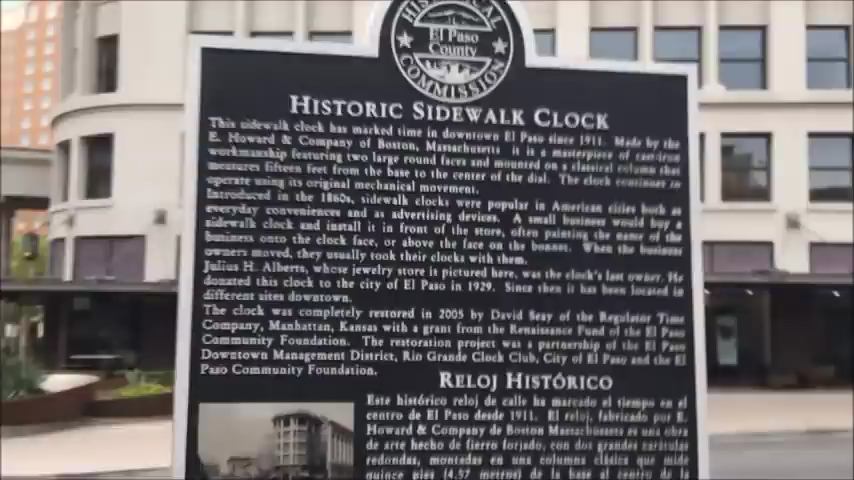 HISTORICAL
El Paso
County
COMMISSION
HISTORIC SIDEWALK CLOCK
This sidewalk clock has marked time in downtown El Paso since 1911. Made by the
E. Howard & Company of Boston, Massachusetts it is a masterpiece of cast-iron
workmanship featuring two large round faces and mounted on a classical column that
measures fifteen feet from the base to the center of the dial. The clock continues to
operate using its original mechanical movement.
Introduced in the 1860s, sidewalk clocks were popular in American cities both as
everyday conveniences and as advertising devices. A small business would buy a
sidewalk clock and install it in front of the store, often painting the name of the
business onto the clock face, or above the face on the bonnet. When the business
owners moved, they usually took their clocks with them.
Julius H. Alberts, whose jewelry store is pictured here, was the clock's last owner. He
donated this clock to the city of El Paso in 1929. Since then it has been located in
different sites downtown.
The clock was completely restored in 2005 by David Seay of the Regulator Time
Company, Manhattan, Kansas with a grant from the Renaissance Fund of the El Paso
Community Foundation. The restoration project was a partnership of the El Paso
Downtown Management District, Rio Grande Clock Club, City of El Paso and the El
Paso Community Foundation.
RELOJ HISTÓRICO
Este histórico reloj de calle ha marcado el tiempo en el
centro de El Paso desde 1911. El reloj, fabricado por E.
Howard & Company de Boston Massachusetts es una obra
de arte hecho de fierro forjado, con dos grandes carátulas
redondas, montadas en una columna clásica que mide
quince pies (4.57 metros) de la base al centro de la